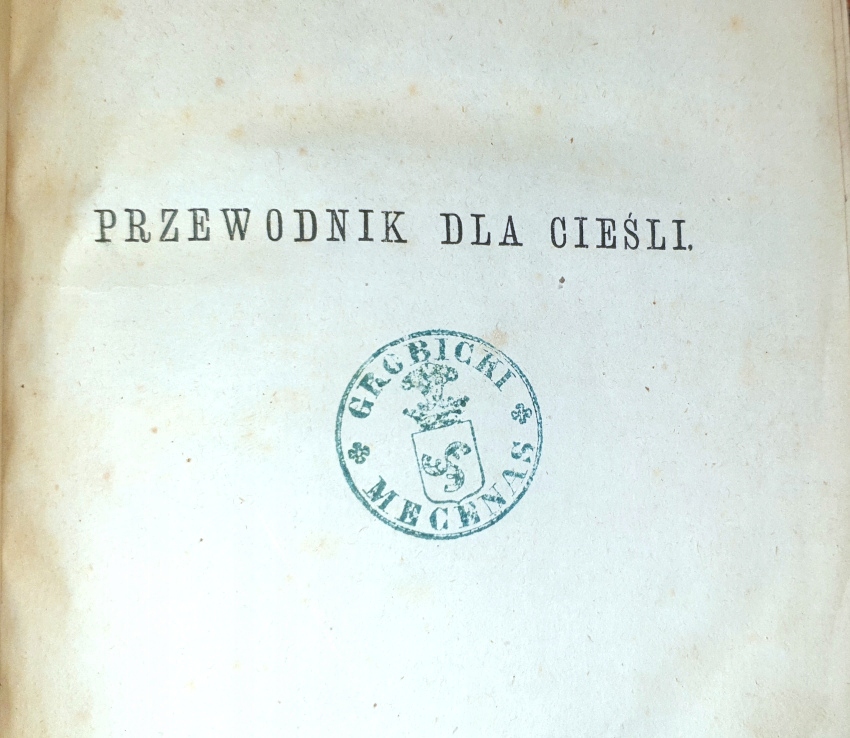 PRZEWODNIK DLA CIEŚLI.
GROBICKI
MECENAS